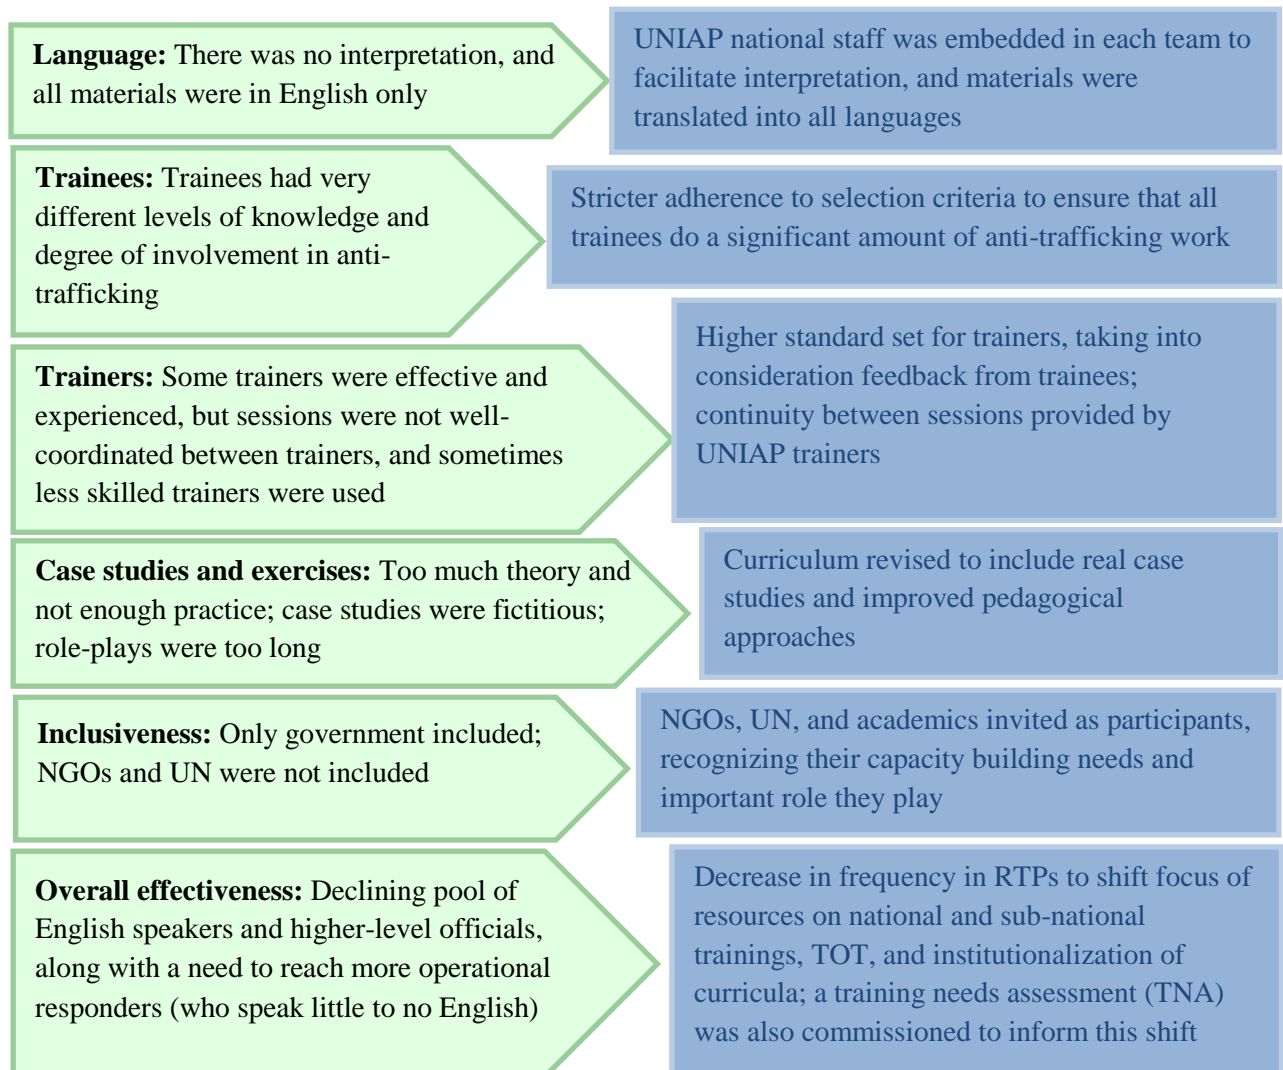 Language: There was no interpretation, and
all materials were in English only
UNIAP national staff was embedded in each team to
facilitate interpretation, and materials were
translated into all languages
Trainees: Trainees had very
different levels of knowledge and
degree of involvement in anti-
trafficking
Stricter adherence to selection criteria to ensure that all
trainees do a significant amount of anti-trafficking work
Trainers: Some trainers were effective and
experienced, but sessions were not well-
coordinated between trainers, and sometimes
less skilled trainers were used
Higher standard set for trainers, taking into
consideration feedback from trainees;
continuity between sessions provided by
UNIAP trainers
Case studies and exercises: Too much theory and
not enough practice; case studies were fictitious;
role-plays were too long
Curriculum revised to include real case
studies and improved pedagogical
approaches
Inclusiveness: Only government included;
NGOs and UN were not included
NGOs, UN, and academics invited as participants,
recognizing their capacity building needs and
important role they play
Overall effectiveness: Declining pool of
English speakers and higher-level officials,
along with a need to reach more operational
responders (who speak little to no English)
Decrease in frequency in RTPs to shift focus of
resources on national and sub-national
trainings, TOT, and institutionalization of
curricula; a training needs assessment (TNA)
was also commissioned to inform this shift